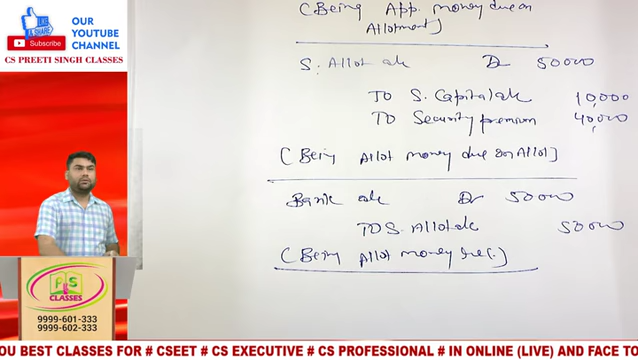 LIKE
& SHARE
Subscribe
OUR
YOUTUBE
CHANNEL
CS PREETI SINGH CLASSES
(Being App. money due on
Allotment)
S. Allot a/c Dr 50000
To S. Capital a/c 10,000
To Security premium 40,000
(Being Allot money due on Allot)
Bank a/c Dr 50000
To S. Allot a/c 50000
(Being Allot money rec.)
CLASSES
9999-601-333
9999-602-333
OU BEST CLASSES FOR # CSEET # CS EXECUTIVE # CS PROFESSIONAL # IN ONLINE (LIVE) AND FACE TO